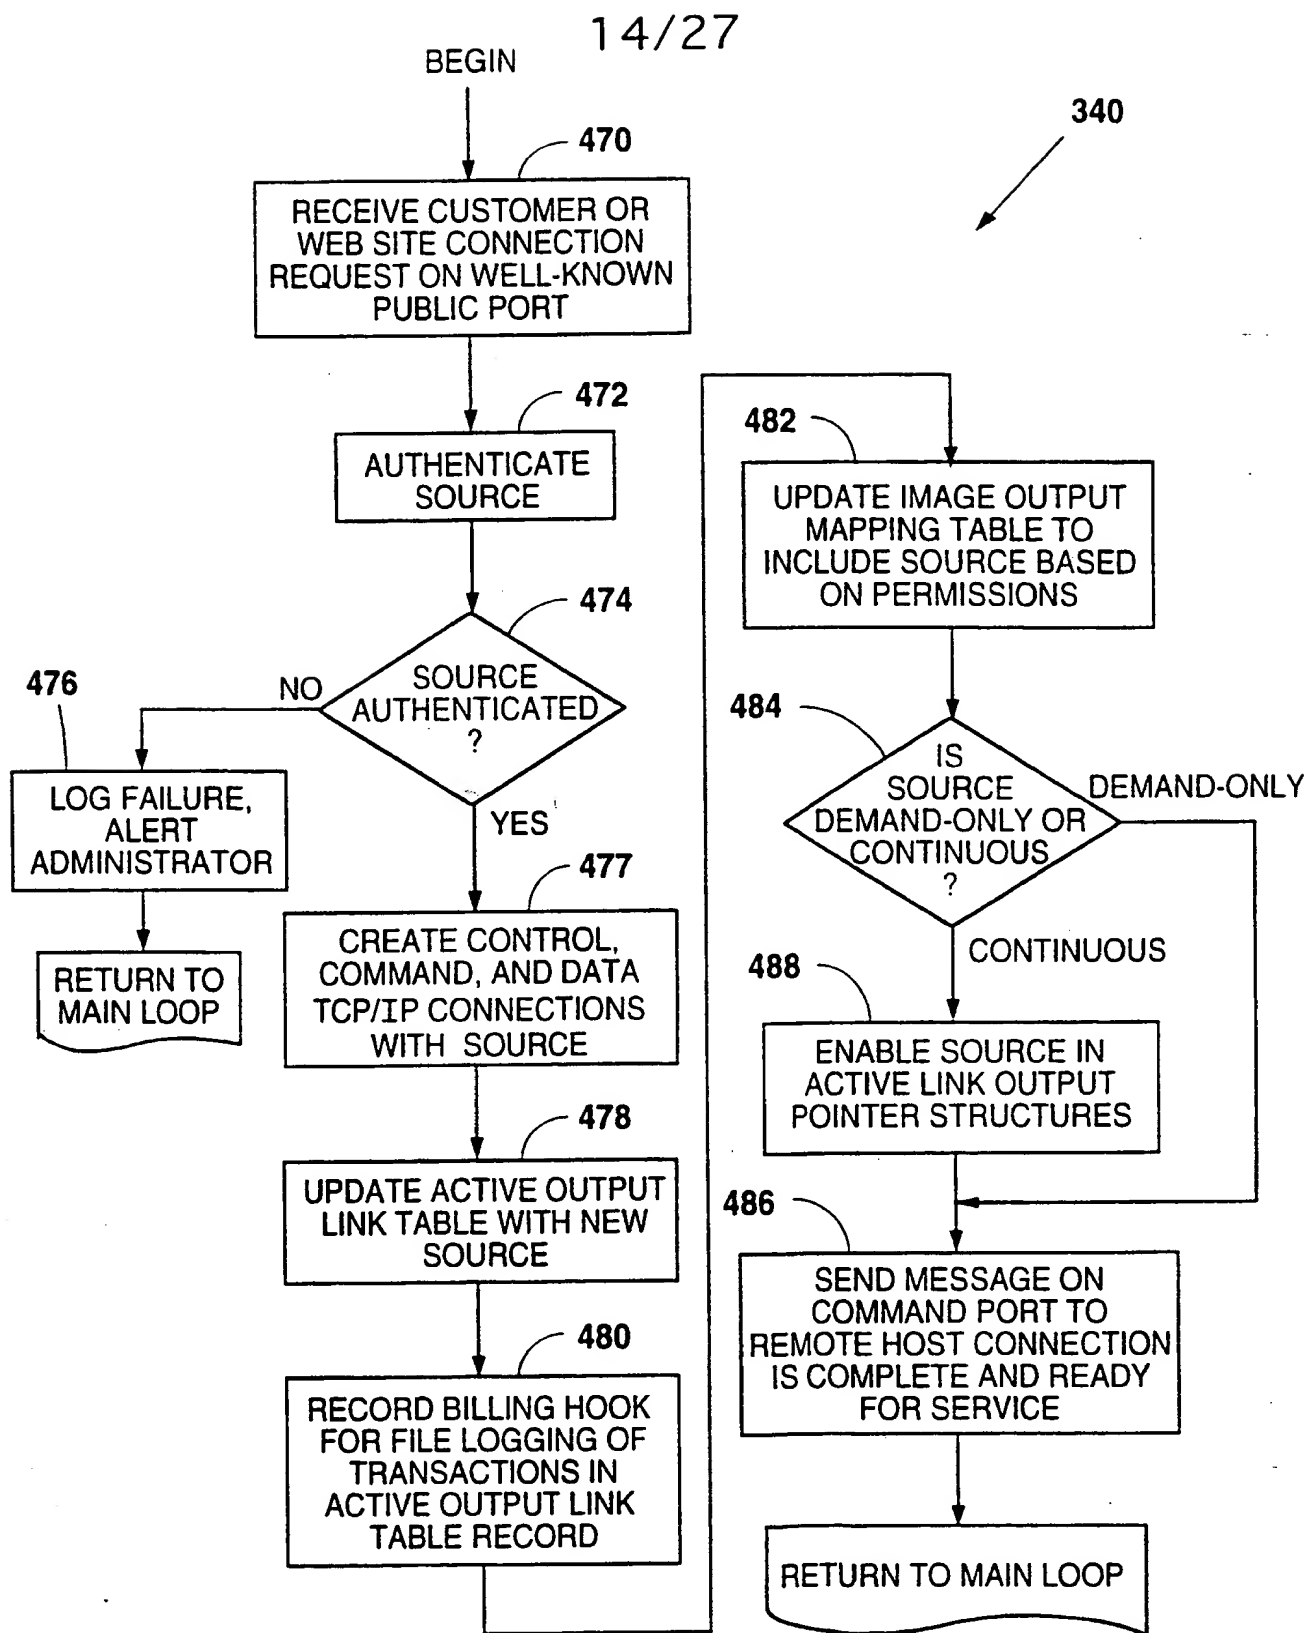 14/27
BEGIN
340
470
RECEIVE CUSTOMER OR
WEB SITE CONNECTION
REQUEST ON WELL-KNOWN
PUBLIC PORT
472
AUTHENTICATE
SOURCE
474
SOURCE
AUTHENTICATED
?
NO
YES
476
LOG FAILURE,
ALERT
ADMINISTRATOR
RETURN TO
MAIN LOOP
477
CREATE CONTROL,
COMMAND, AND DATA
TCP/IP CONNECTIONS
WITH SOURCE
478
UPDATE ACTIVE OUTPUT
LINK TABLE WITH NEW
SOURCE
480
RECORD BILLING HOOK
FOR FILE LOGGING OF
TRANSACTIONS IN
ACTIVE OUTPUT LINK
TABLE RECORD
482
UPDATE IMAGE OUTPUT
MAPPING TABLE TO
INCLUDE SOURCE BASED
ON PERMISSIONS
484
IS
SOURCE
DEMAND-ONLY OR
CONTINUOUS
?
DEMAND-ONLY
CONTINUOUS
488
ENABLE SOURCE IN
ACTIVE LINK OUTPUT
POINTER STRUCTURES
486
SEND MESSAGE ON
COMMAND PORT TO
REMOTE HOST CONNECTION
IS COMPLETE AND READY
FOR SERVICE
RETURN TO MAIN LOOP